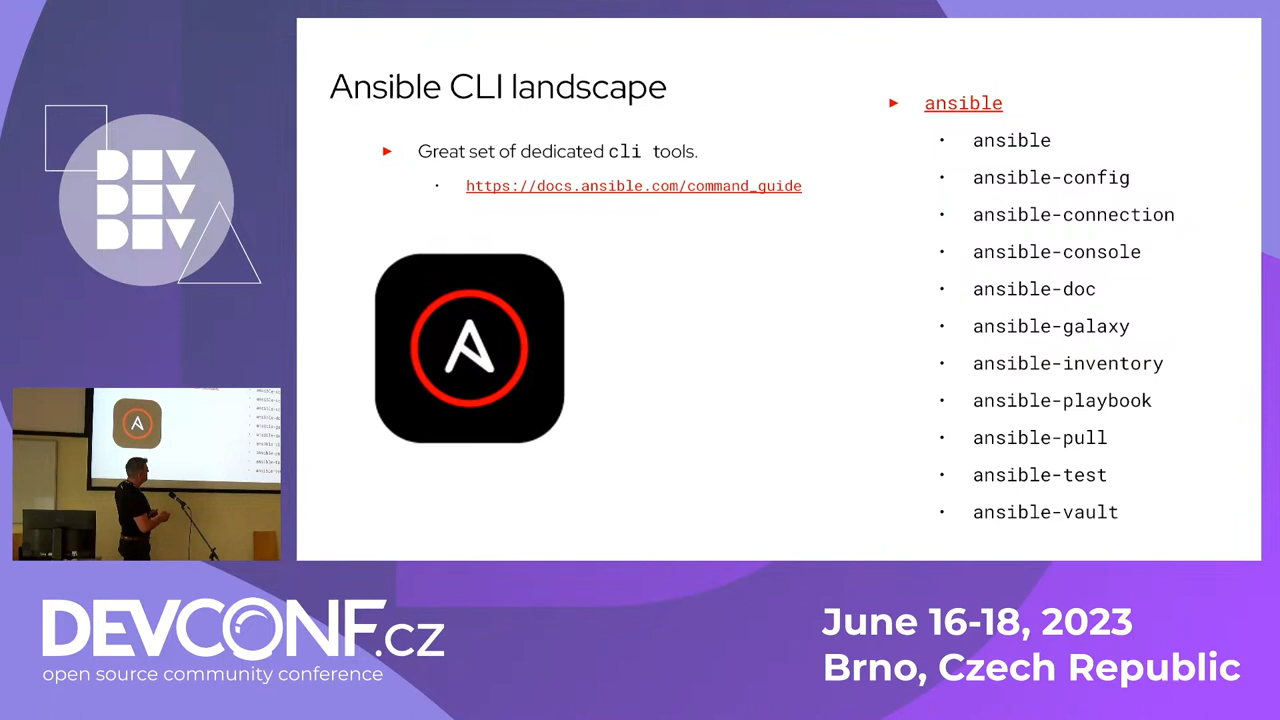 DEV
DEV
DEV
Ansible CLI landscape
Great set of dedicated cli tools.
https://docs.ansible.com/command_guide
ansible
ansible
ansible-config
ansible-connection
ansible-console
ansible-doc
ansible-galaxy
ansible-inventory
ansible-playbook
ansible-pull
ansible-test
ansible-vault
DEVCONF.cz
open source community conference
June 16-18, 2023
Brno, Czech Republic